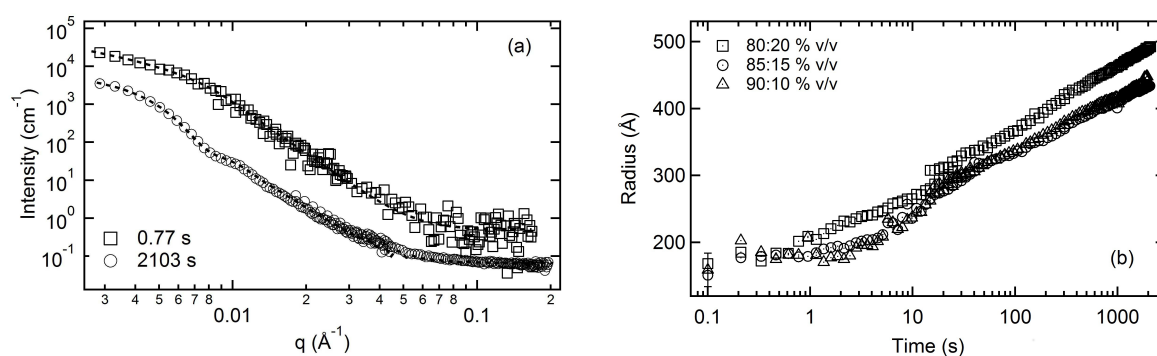 (a)
10^5
10^4
10^3
10^2
10^1
10^0
10^-1
Intensity (cm^-1)
0.77 s
2103 s
3 4 5 6 7 8 2 3 4 5 6 7 8 2
0.01 0.1
q (Å^-1)
80:20 % v/v
85:15 % v/v
90:10 % v/v
500
400
300
200
Radius (Å)
(b)
0.1 1 10 100 1000
Time (s)